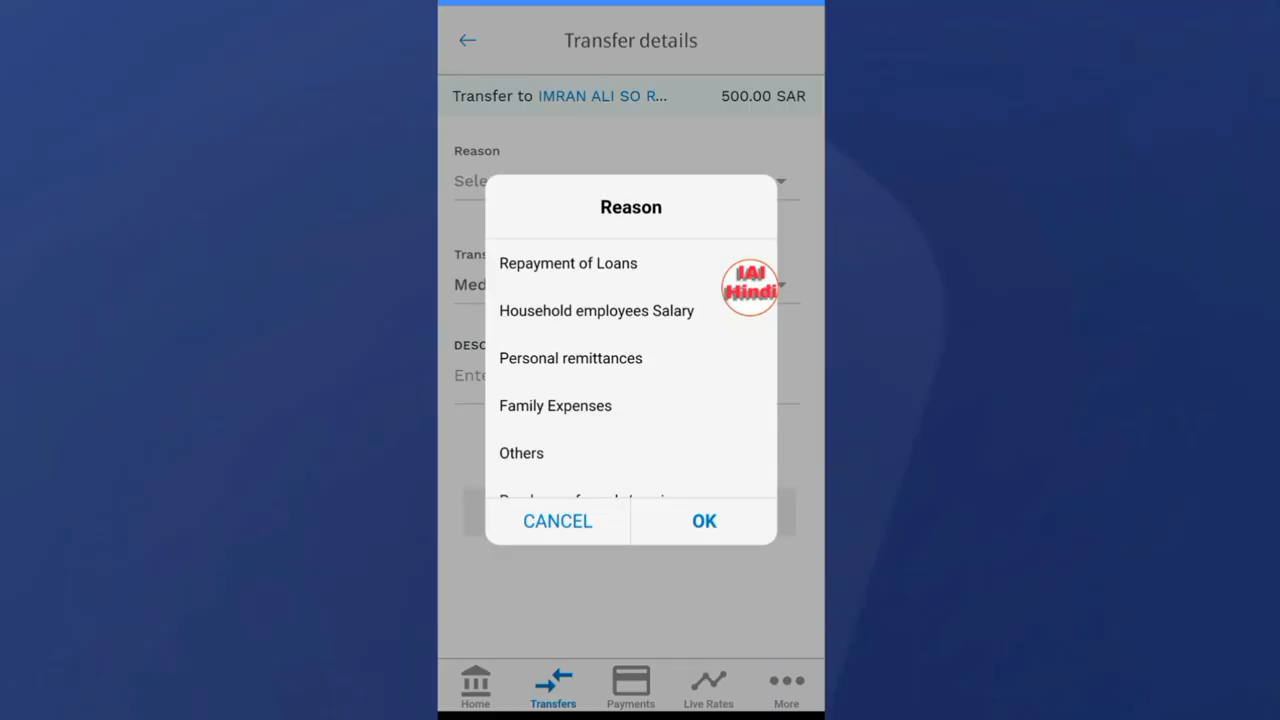 Transfer details
Transfer to IMRAN ALI SO R... 500.00 SAR
Reason
Sele
Reason
Repayment of Loans
IAI
Hindi
Trans
Med
Household employees Salary
DESC
Personal remittances
Ente
Family Expenses
Others
CANCEL OK
Home Transfers Payments Live Rates More